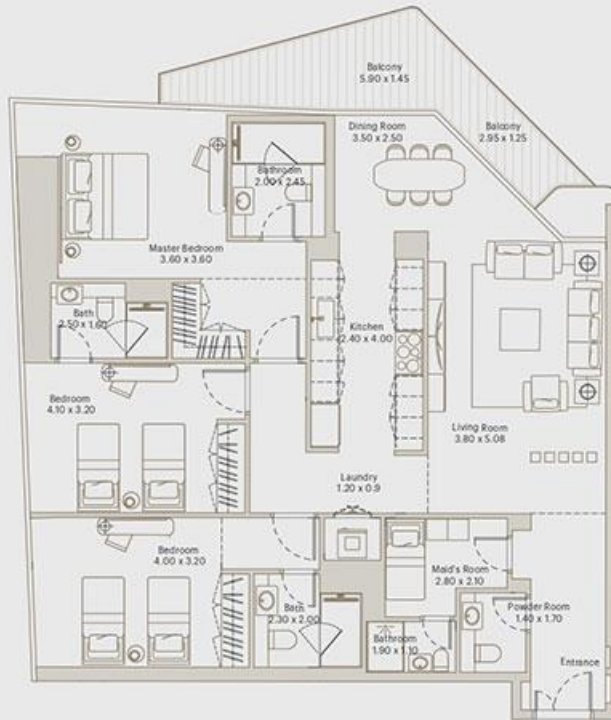 Balcony
5.90 x 1.45
Dining Room
3.50 x 2.50
Balcony
2.95 x 1.25
Bathroom
2.00 x 2.45
Master Bedroom
3.60 x 3.60
Bath
2.50 x 1.60
Kitchen
2.40 x 4.00
Bedroom
4.10 x 3.20
Living Room
3.80 x 5.08
Laundry
1.20 x 0.9
Bedroom
4.00 x 3.20
Maid's Room
2.80 x 2.10
Bath
2.30 x 2.00
Powder Room
1.40 x 1.70
Bathroom
1.90 x 1.10
Entrance